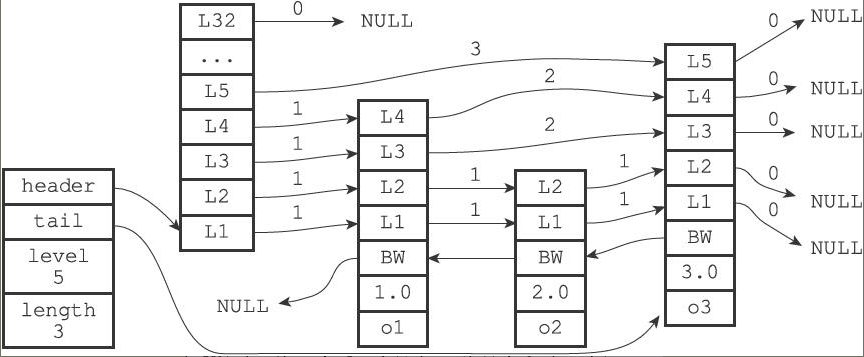 header
tail
level
5
length
3
L32
...
L5
L4
L3
L2
L1
0
NULL
3
1
1
1
1
L4
L3
L2
L1
BW
1.0
o1
NULL
2
2
1
1
L2
L1
BW
2.0
o2
1
1
L5
L4
L3
L2
L1
BW
3.0
o3
0
NULL
0
NULL
0
NULL
0
NULL
0
NULL